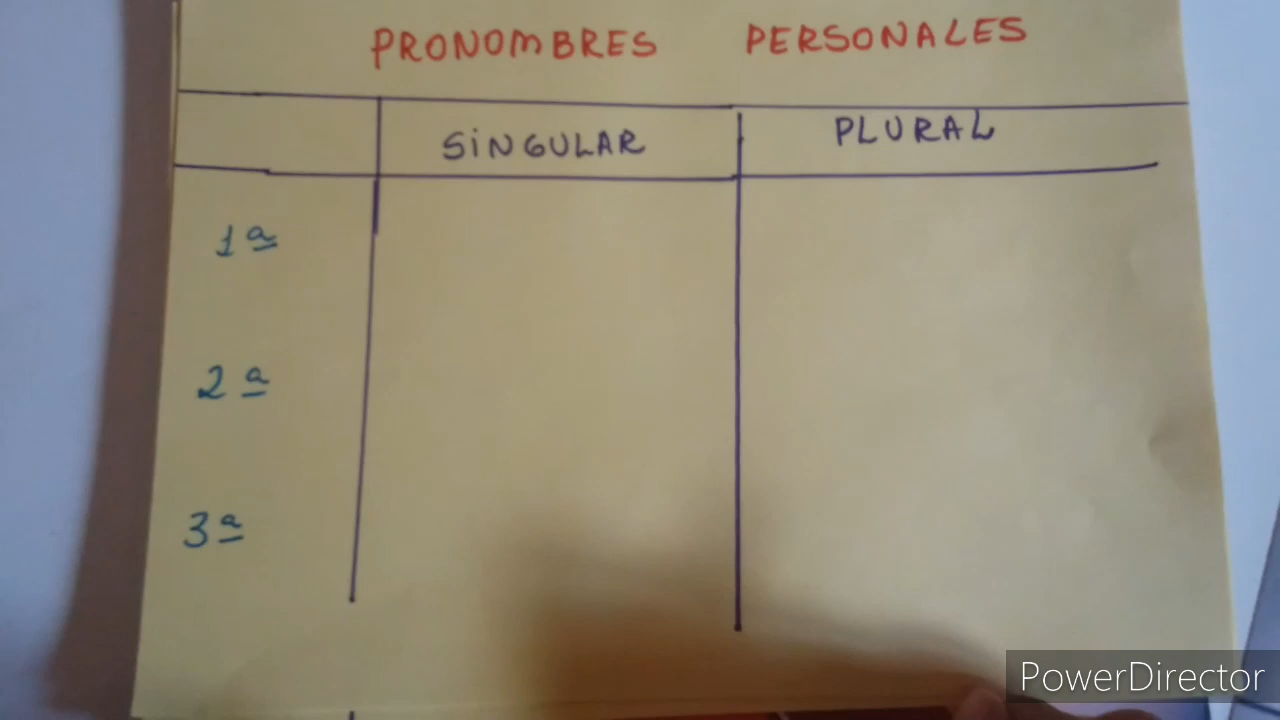 PRONOMBRES PERSONALES
SiNGULAR PLURAL
1ª
2ª
3ª
PowerDirector